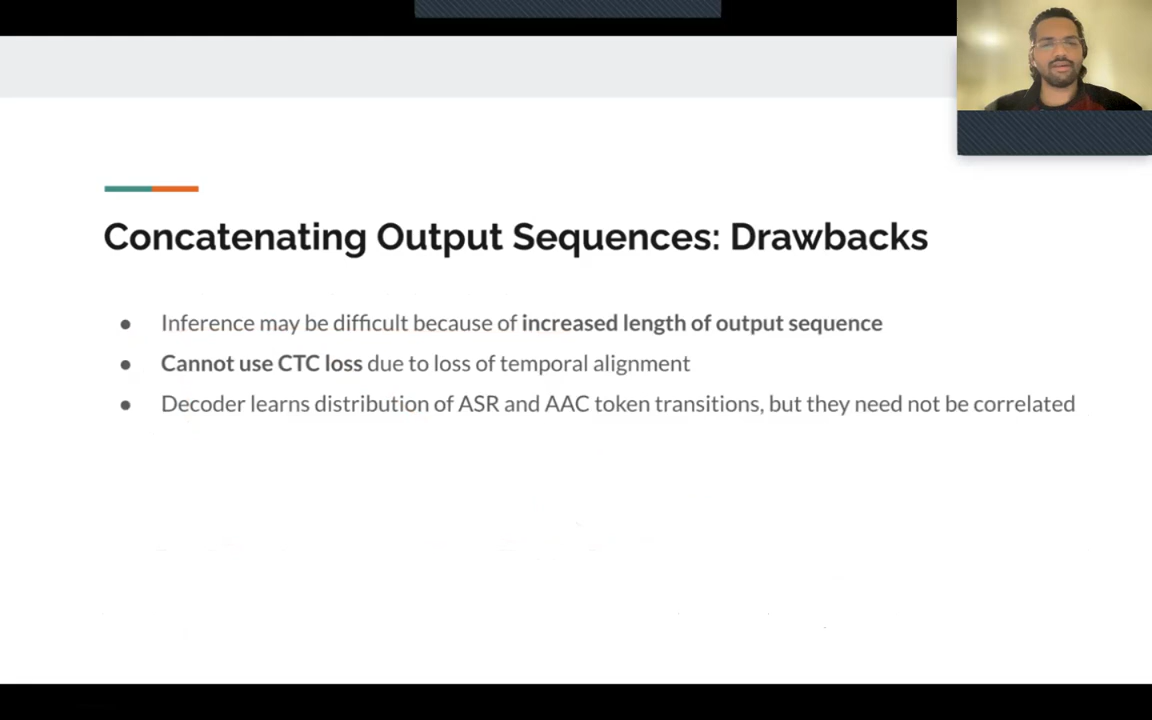 Concatenating Output Sequences: Drawbacks
● Inference may be difficult because of increased length of output sequence
● Cannot use CTC loss due to loss of temporal alignment
● Decoder learns distribution of ASR and AAC token transitions, but they need not be correlated